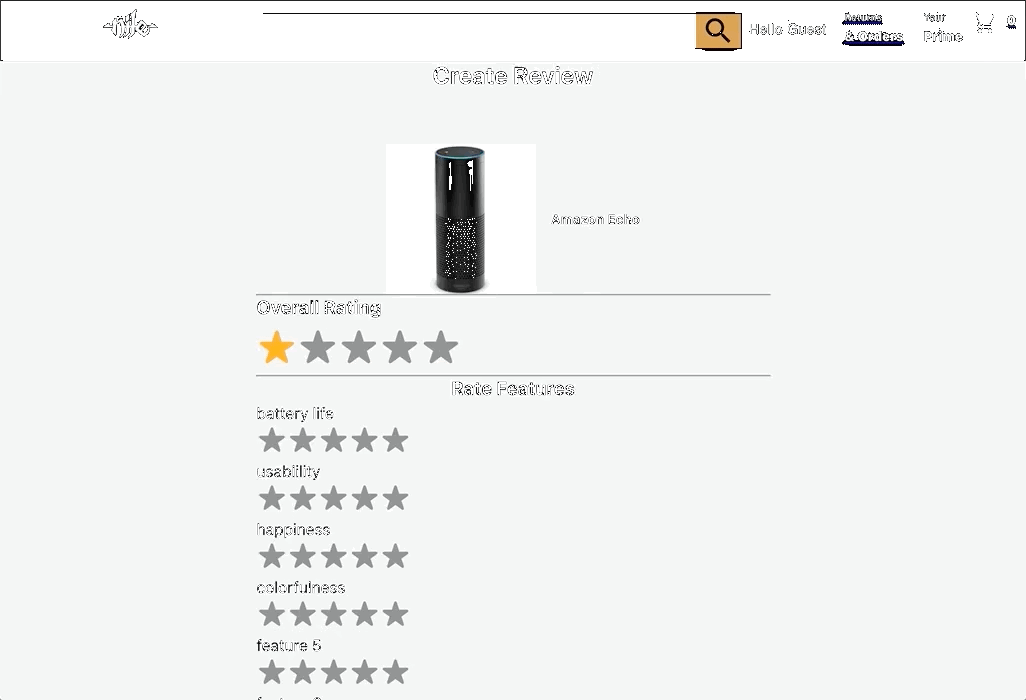 nile
Hello Guest
Returns
& Orders
Your
Prime
0
Create Review
Amazon Echo
Overall Rating
Rate Features
battery life
usability
happiness
colorfulness
feature 5